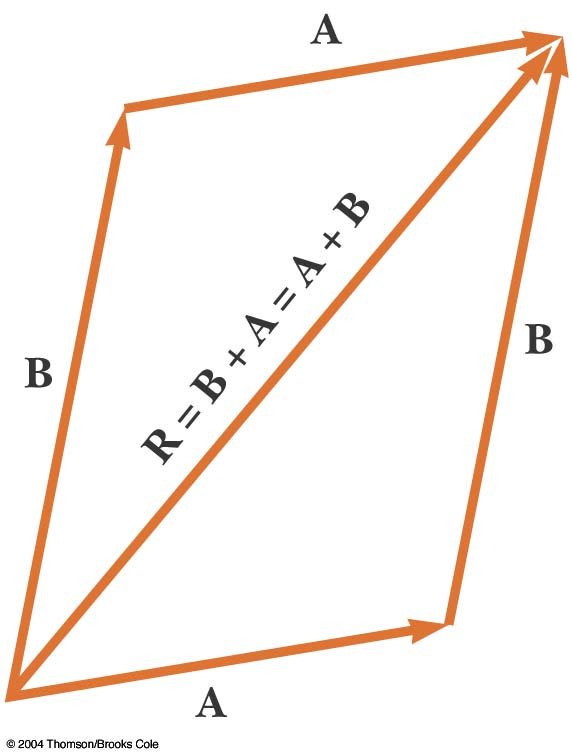 A
R = B + A = A + B
B
B
A
© 2004 Thomson/Brooks Cole